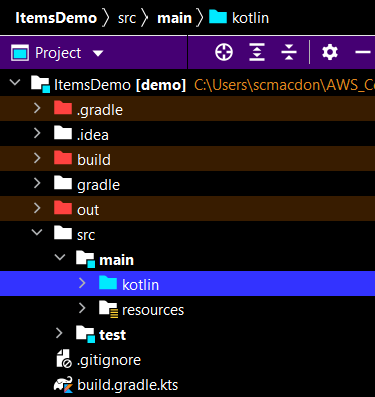 ItemsDemo > src > main > kotlin
Project
ItemsDemo [demo] C:\Users\scmacdon\AWS_Co
.gradle
.idea
build
gradle
out
src
main
kotlin
resources
test
.gitignore
build.gradle.kts